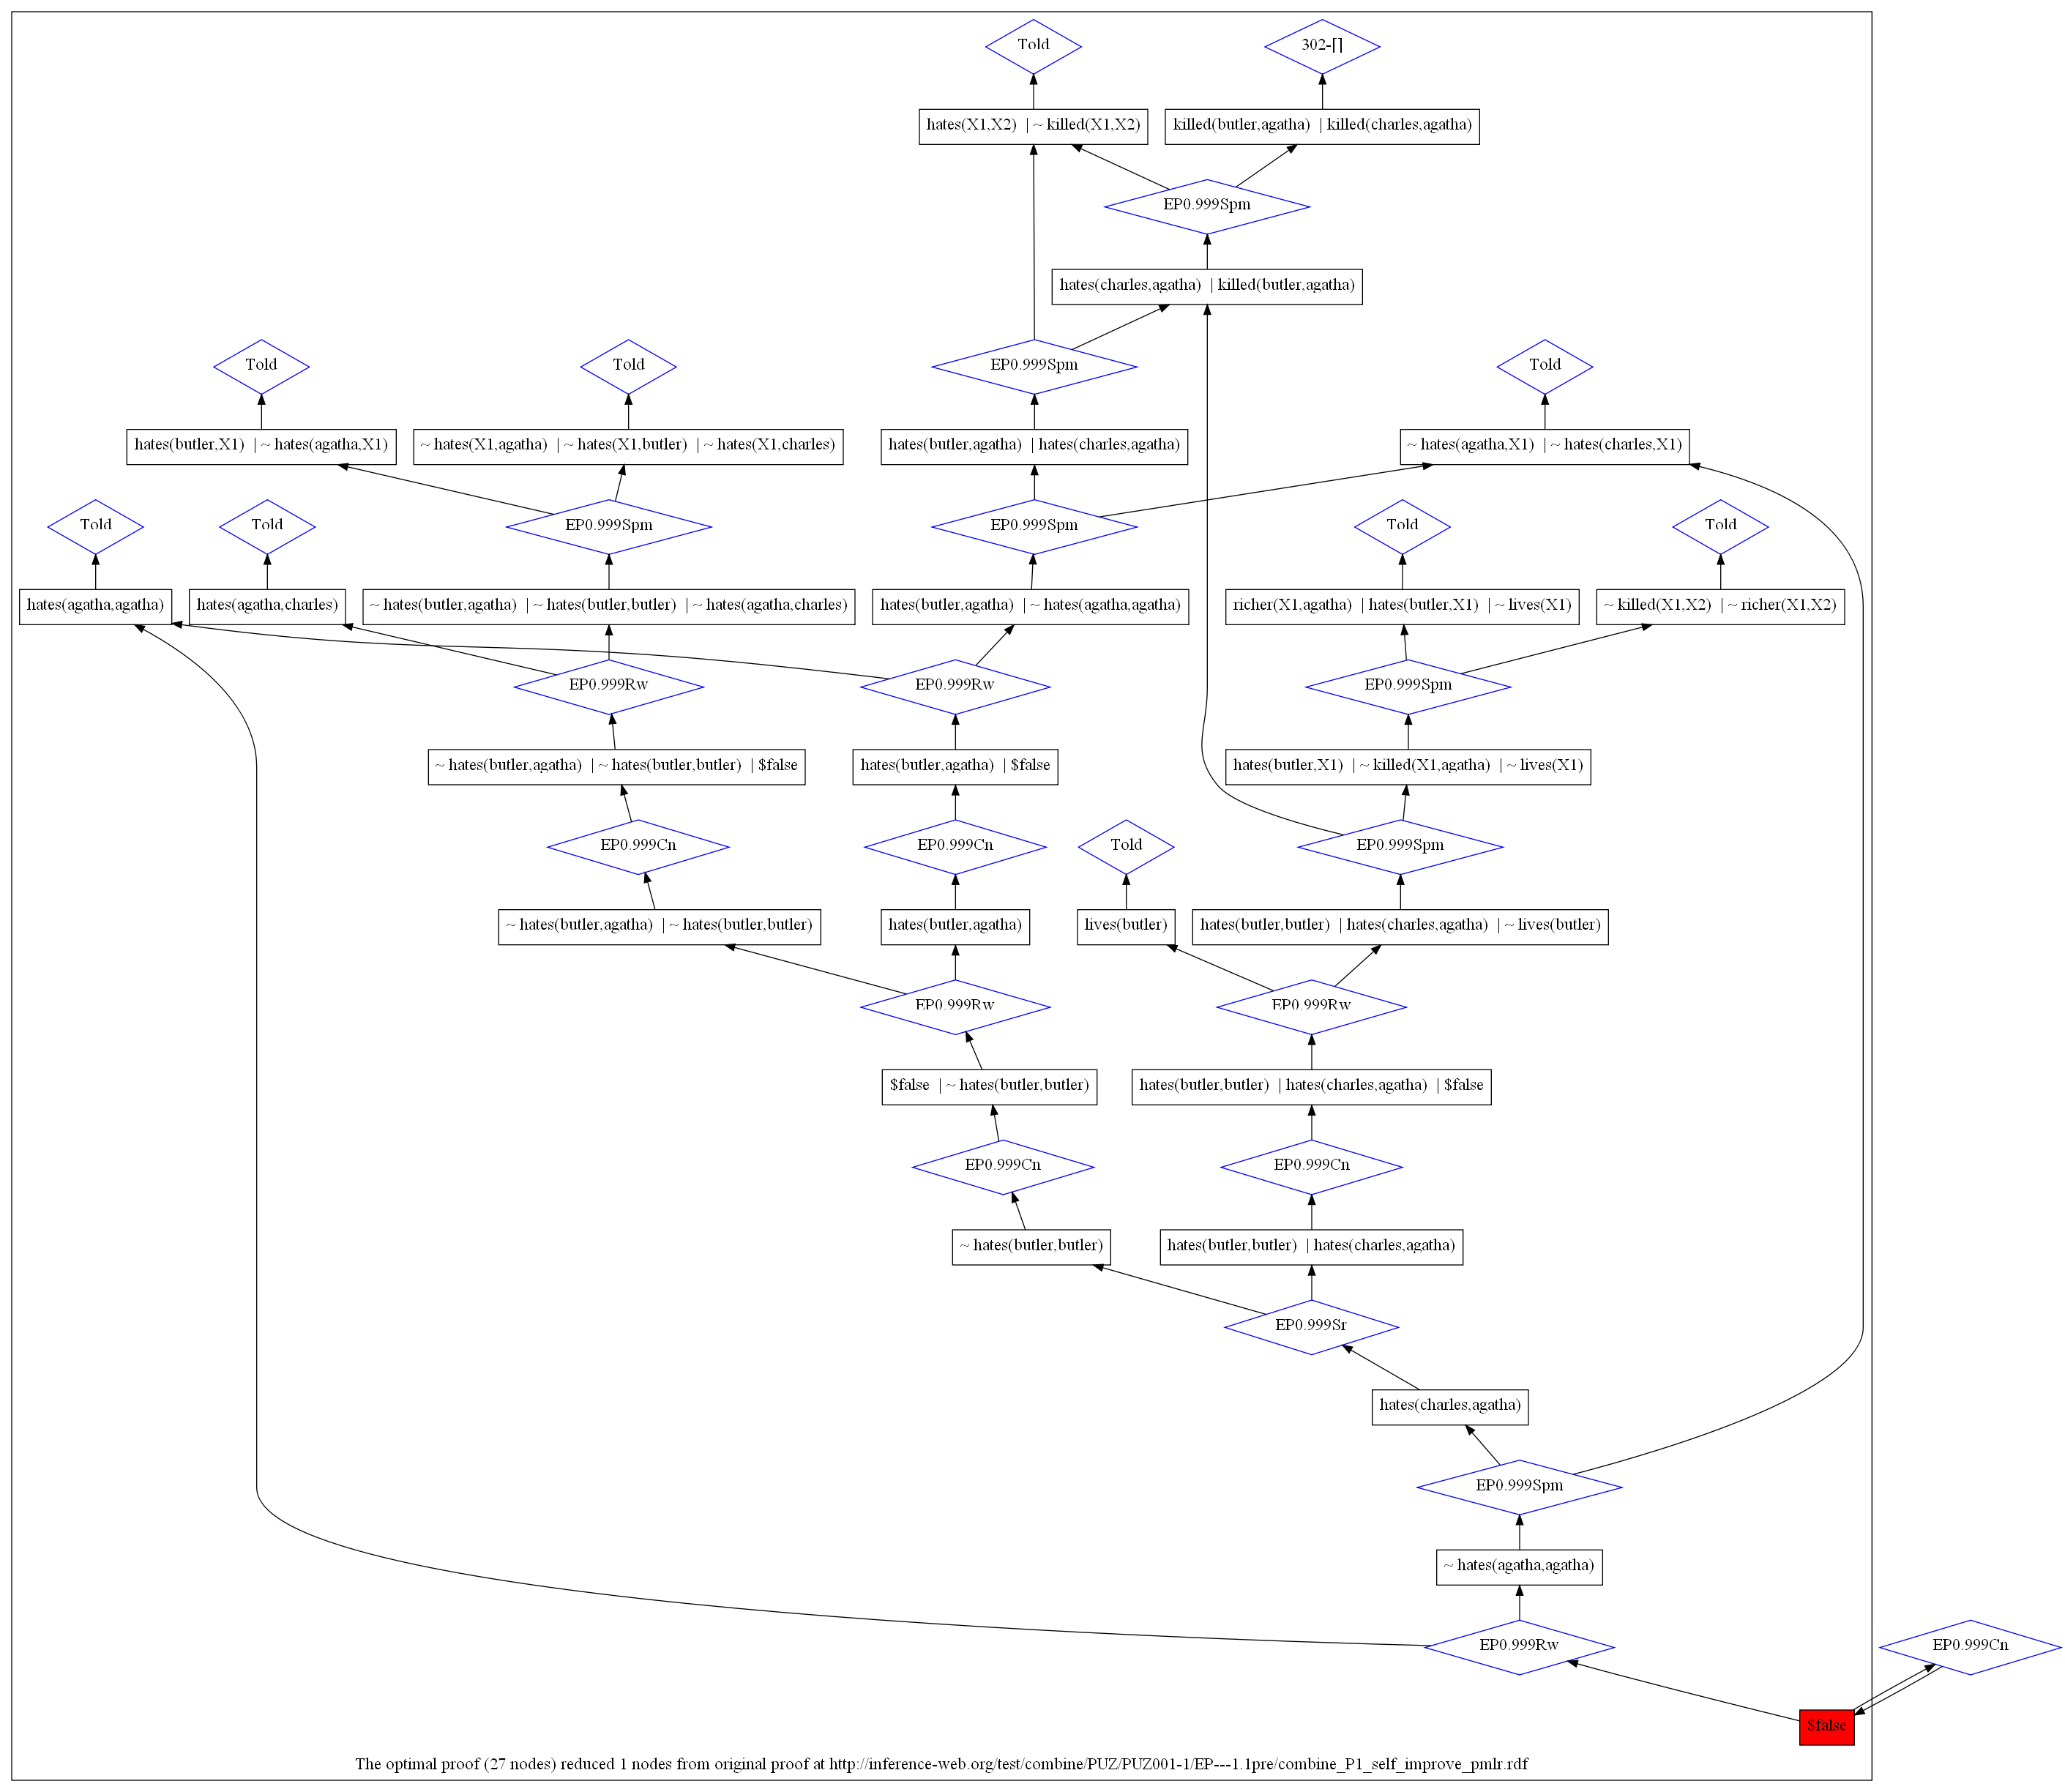 Told
302-[]
hates(X1,X2) | ~ killed(X1,X2)
killed(butler,agatha) | killed(charles,agatha)
EP0.999Spm
hates(charles,agatha) | killed(butler,agatha)
Told
Told
EP0.999Spm
Told
hates(butler,X1) | ~ hates(agatha,X1)
~ hates(X1,agatha) | ~ hates(X1,butler) | ~ hates(X1,charles)
hates(butler,agatha) | hates(charles,agatha)
~ hates(agatha,X1) | ~ hates(charles,X1)
Told
Told
EP0.999Spm
EP0.999Spm
Told
Told
hates(agatha,agatha)
hates(agatha,charles)
~ hates(butler,agatha) | ~ hates(butler,butler) | ~ hates(agatha,charles)
hates(butler,agatha) | ~ hates(agatha,agatha)
richer(X1,agatha) | hates(butler,X1) | ~ lives(X1)
~ killed(X1,X2) | ~ richer(X1,X2)
EP0.999Rw
EP0.999Rw
EP0.999Spm
~ hates(butler,agatha) | ~ hates(butler,butler) | $false
hates(butler,agatha) | $false
hates(butler,X1) | ~ killed(X1,agatha) | ~ lives(X1)
EP0.999Cn
EP0.999Cn
Told
EP0.999Spm
~ hates(butler,agatha) | ~ hates(butler,butler)
hates(butler,agatha)
lives(butler)
hates(butler,butler) | hates(charles,agatha) | ~ lives(butler)
EP0.999Rw
EP0.999Rw
$false | ~ hates(butler,butler)
hates(butler,butler) | hates(charles,agatha) | $false
EP0.999Cn
EP0.999Cn
~ hates(butler,butler)
hates(butler,butler) | hates(charles,agatha)
EP0.999Sr
hates(charles,agatha)
EP0.999Spm
~ hates(agatha,agatha)
EP0.999Rw
EP0.999Cn
$false
The optimal proof (27 nodes) reduced 1 nodes from original proof at http://inference-web.org/test/combine/PUZ/PUZ001-1/EP---1.1pre/combine_P1_self_improve_pmlr.rdf